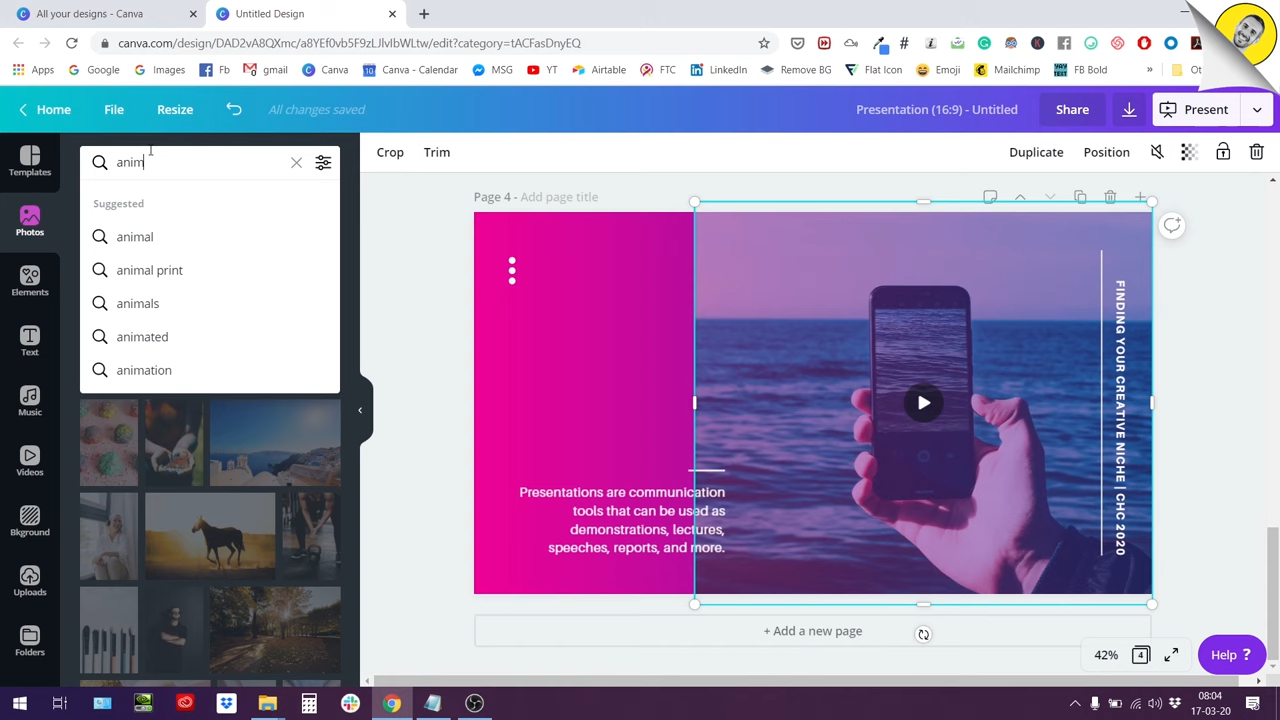 All your designs - Canva
Untitled Design
canva.com/design/DAD2vA8QXmc/a8YEf0vb5F9zLJlvIbWLtw/edit?category=tACFasDnyEQ
Apps Google Images Fb gmail Canva Canva - Calendar MSG YT Airtable FTC LinkedIn Remove BG Flat Icon Emoji Mailchimp FB Bold » Ot
Home File Resize All changes saved Presentation (16:9) - Untitled Share Present
Templates
Photos
Elements
Text
Music
Videos
Bkground
Uploads
Folders
anim
Suggested
animal
animal print
animals
animated
animation
Crop Trim Duplicate Position
Page 4 - Add page title
Presentations are communication
tools that can be used as
demonstrations, lectures,
speeches, reports, and more.
FINDING YOUR CREATIVE NICHE | CHC 2020
+ Add a new page
42% 4 Help ?
08:04
17-03-20